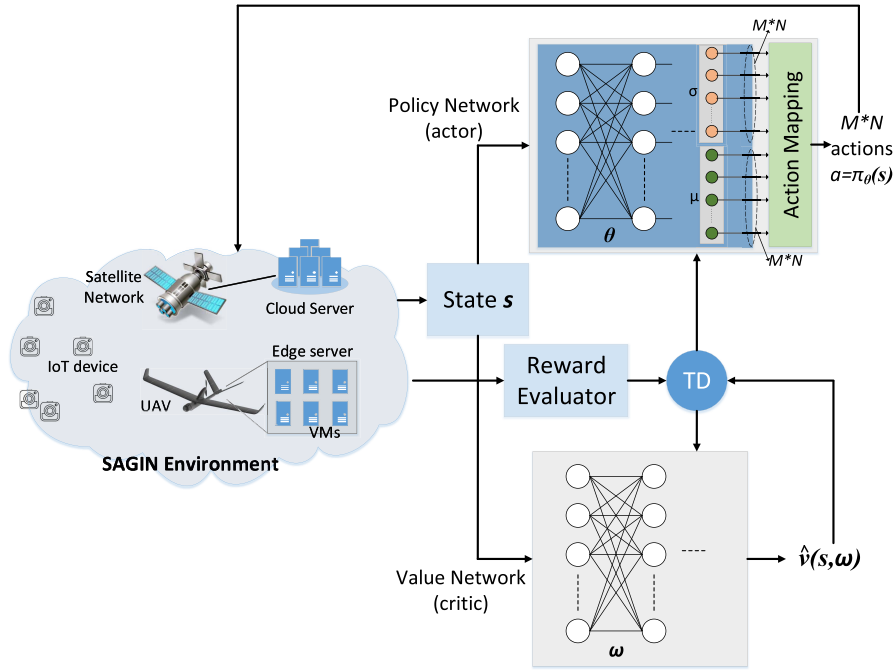 M*N
Policy Network
(actor)
σ
μ
θ
Action Mapping
M*N
actions
a=πθ(s)
M*N
Satellite
Network
Cloud Server
State s
IoT device
Edge server
UAV
VMs
SAGIN Environment
Reward
Evaluator
TD
Value Network
(critic)
ω
v̂(s,ω)